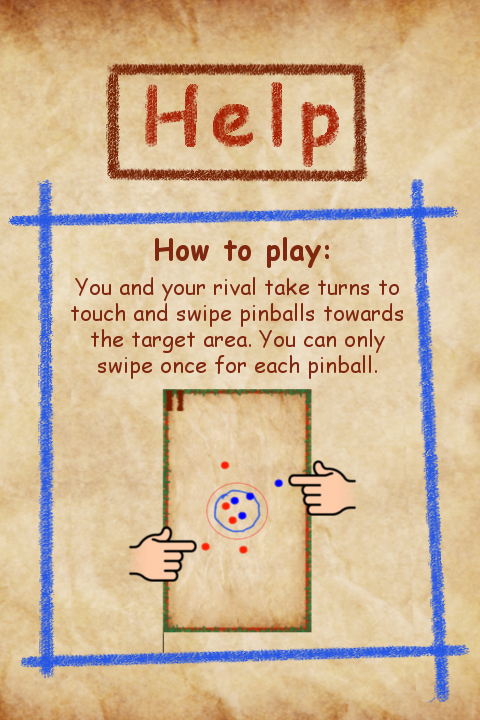 Help
How to play:
You and your rival take turns to
touch and swipe pinballs towards
the target area. You can only
swipe once for each pinball.